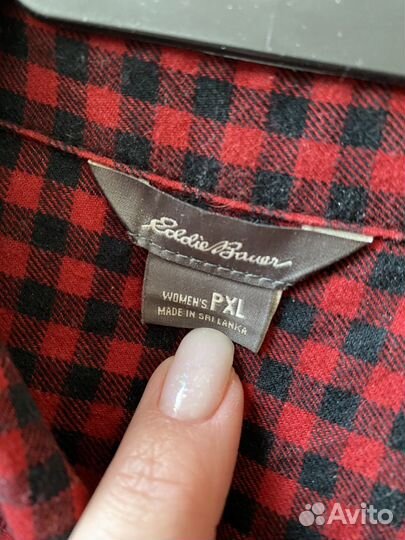 Eddie Bauer
WOMEN'S PXL
MADE IN SRI LANKA
Avito